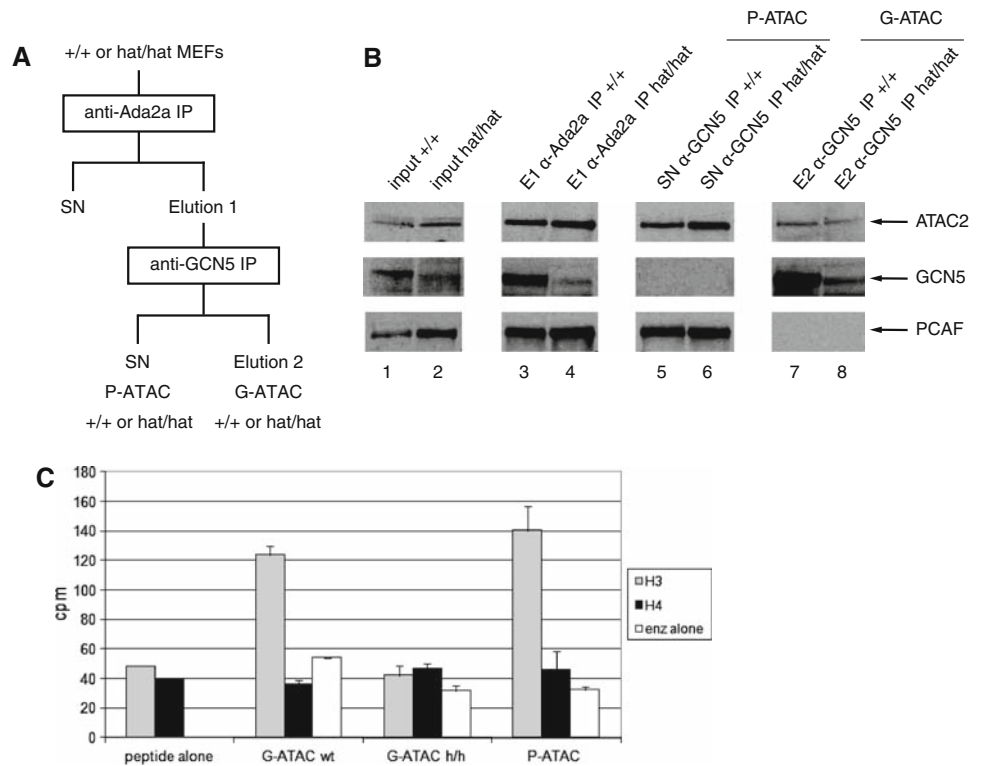 A
+/+ or hat/hat MEFs
anti-Ada2a IP
SN
Elution 1
anti-GCN5 IP
SN
Elution 2
P-ATAC
G-ATAC
+/+ or hat/hat
+/+ or hat/hat
B
P-ATAC
G-ATAC
input +/+
input hat/hat
E1 α-Ada2a IP +/+
E1 α-Ada2a IP hat/hat
SN α-GCN5 IP +/+
SN α-GCN5 IP hat/hat
E2 α-GCN5 IP +/+
E2 α-GCN5 IP hat/hat
ATAC2
GCN5
PCAF
1 2 3 4 5 6 7 8
C
180
160
140
120
100
80
60
40
20
0
cpm
peptide alone
G-ATAC wt
G-ATAC h/h
P-ATAC
H3
H4
enz alone